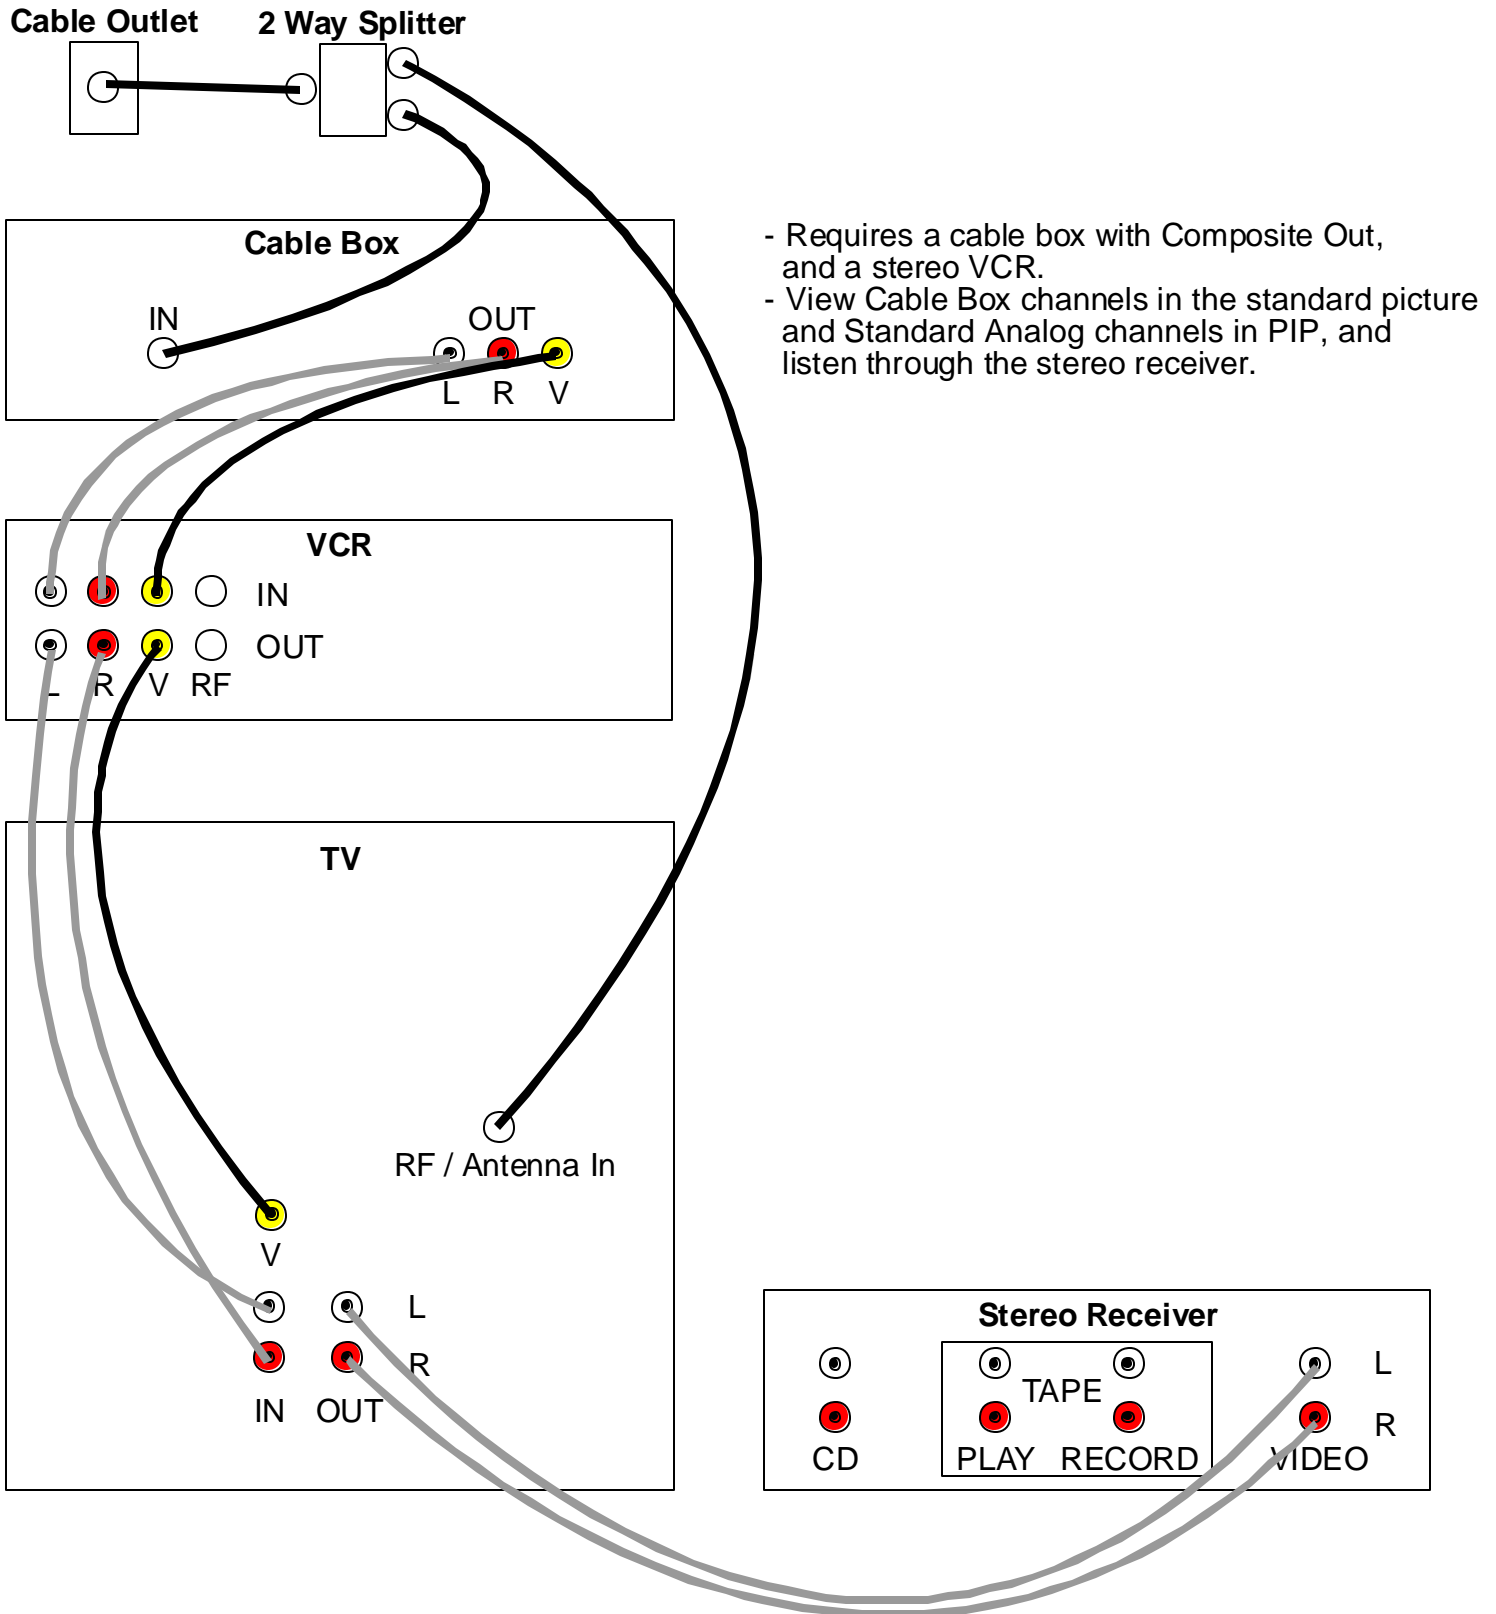 Cable Outlet
2 Way Splitter
Cable Box
IN
OUT
L R V
- Requires a cable box with Composite Out,
and a stereo VCR.
- View Cable Box channels in the standard picture
and Standard Analog channels in PIP, and
listen through the stereo receiver.
VCR
IN
OUT
L R V RF
TV
RF / Antenna In
V
L
R
IN OUT
Stereo Receiver
L
TAPE
R
CD PLAY RECORD VIDEO